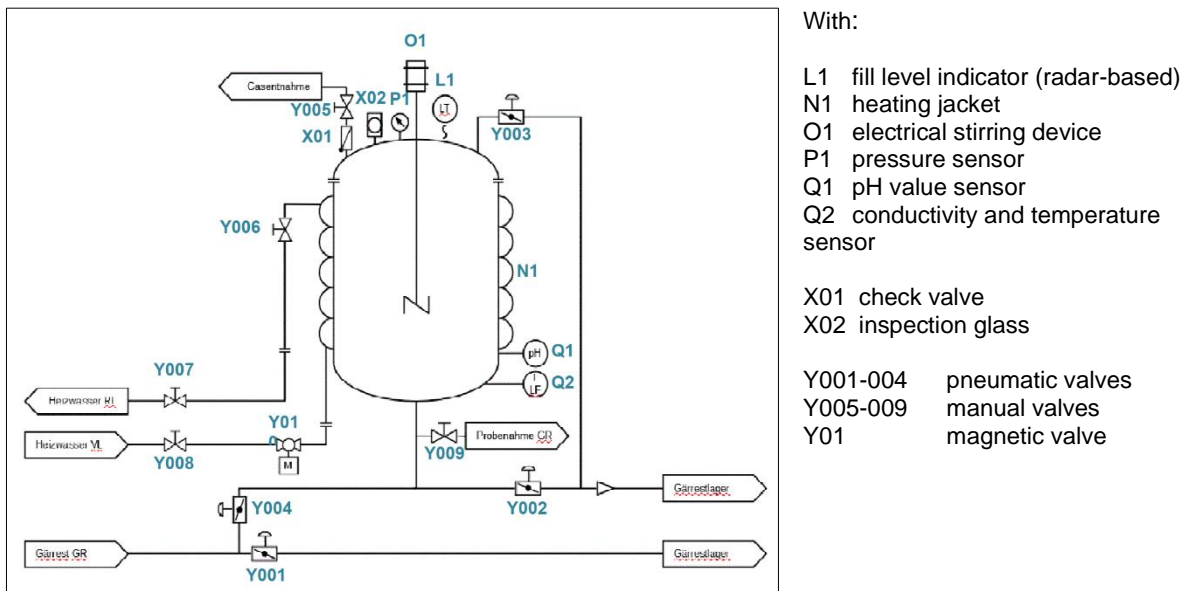 O1
L1
Gasentnahme
X02
P1
LT
Y005
Y003
X01
Y006
N1
pH
Q1
Y007
T
LF
Q2
Heizwasser RL
Y01
Heizwasser VL
Probenahme GR
Y008
M
Y009
Gärrestlager
Y004
Y002
Gärrest GR
Gärrestlager
Y001
With:
L1 fill level indicator (radar-based)
N1 heating jacket
O1 electrical stirring device
P1 pressure sensor
Q1 pH value sensor
Q2 conductivity and temperature
sensor
X01 check valve
X02 inspection glass
Y001-004 pneumatic valves
Y005-009 manual valves
Y01 magnetic valve